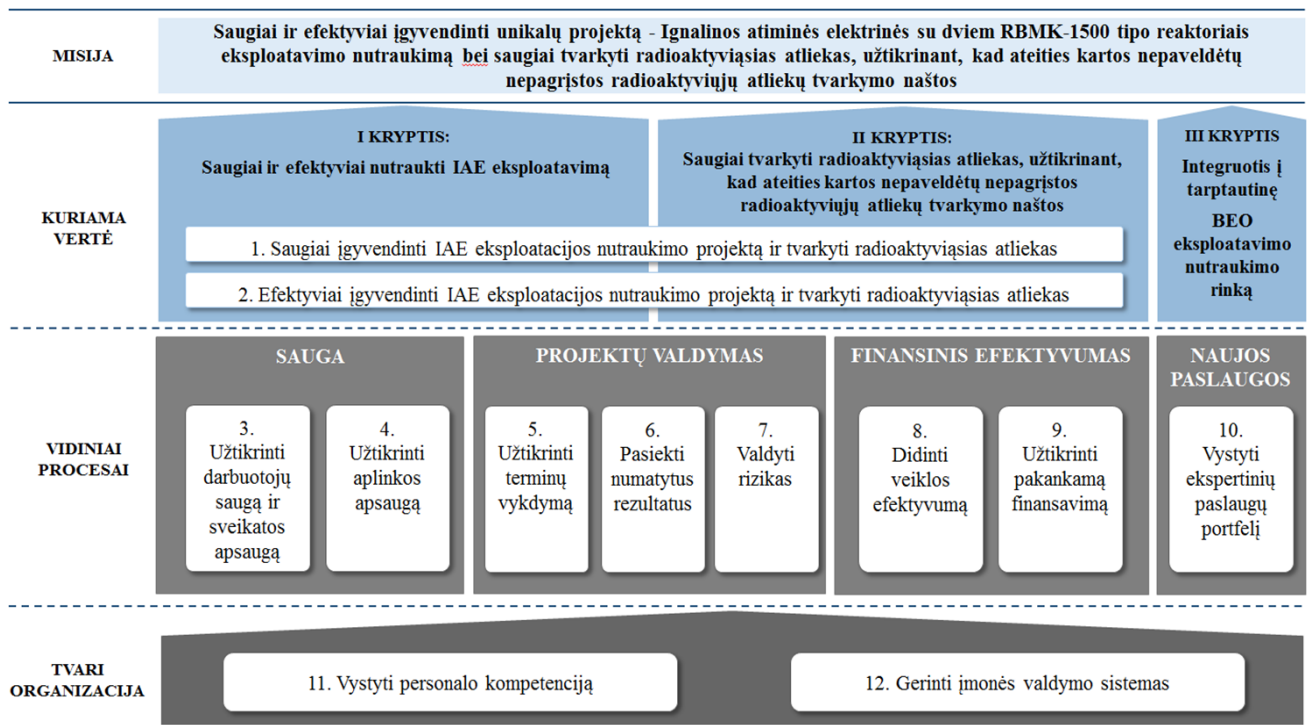 MISIJA
Saugiai ir efektyviai įgyvendinti unikalų projektą - Ignalinos atiminės elektrinės su dviem RBMK-1500 tipo reaktoriais
eksploatavimo nutraukimą bei saugiai tvarkyti radioaktyviąsias atliekas, užtikrinant, kad ateities kartos nepaveldėtų
nepagrįstos radioaktyviųjų atliekų tvarkymo naštos
KURIAMA
VERTĖ
I KRYPTIS:
Saugiai ir efektyviai nutraukti IAE eksploatavimą
II KRYPTIS:
Saugiai tvarkyti radioaktyviąsias atliekas, užtikrinant,
kad ateities kartos nepaveldėtų nepagrįstos
radioaktyviųjų atliekų tvarkymo naštos
III KRYPTIS
Integruotis į
tarptautinę
BEO
eksploatavimo
nutraukimo
rinką
1. Saugiai įgyvendinti IAE eksploatacijos nutraukimo projektą ir tvarkyti radioaktyviąsias atliekas
2. Efektyviai įgyvendinti IAE eksploatacijos nutraukimo projektą ir tvarkyti radioaktyviąsias atliekas
VIDINIAI
PROCESAI
SAUGA
3.
Užtikrinti
darbuotojų
saugą ir
sveikatos
apsaugą
4.
Užtikrinti
aplinkos
apsaugą
PROJEKTŲ VALDYMAS
5.
Užtikrinti
terminų
vykdymą
6.
Pasiekti
numatytus
rezultatus
7.
Valdyti
rizikas
FINANSINIS EFEKTYVUMAS
8.
Didinti
veiklos
efektyvumą
9.
Užtikrinti
pakankamą
finansavimą
NAUJOS
PASLAUGOS
10.
Vystyti
ekspertinių
paslaugų
portfelį
TVARI
ORGANIZACIJA
11. Vystyti personalo kompetenciją
12. Gerinti įmonės valdymo sistemas